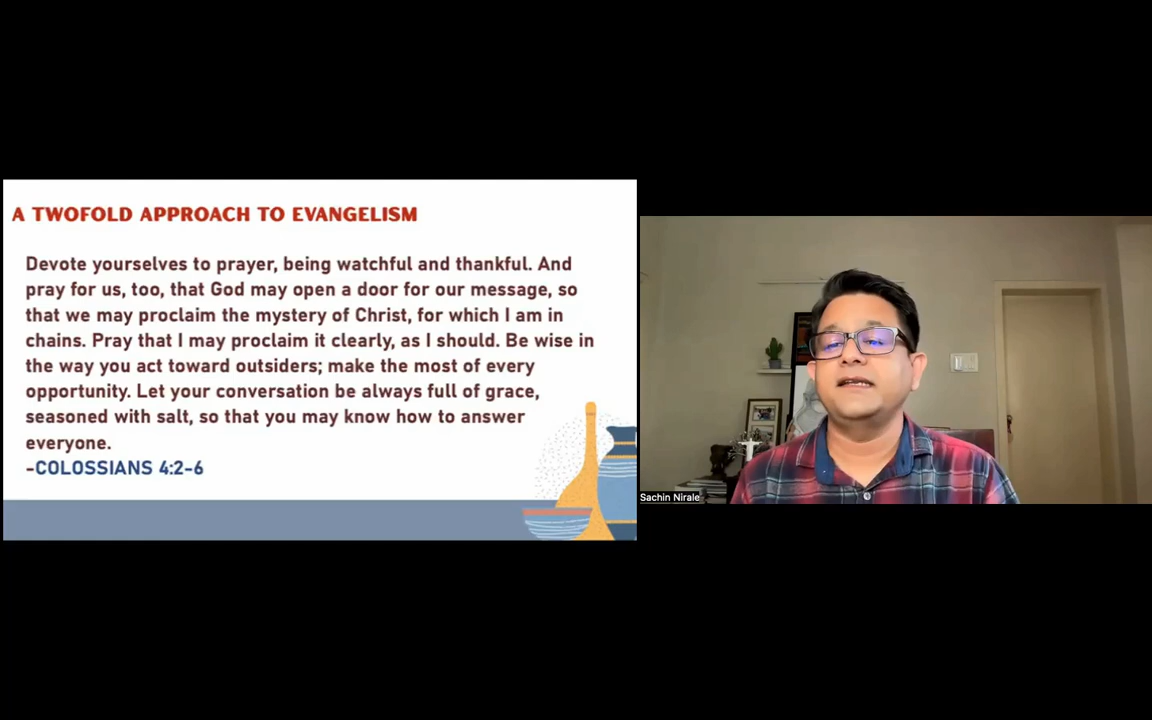 A TWOFOLD APPROACH TO EVANGELISM
Devote yourselves to prayer, being watchful and thankful. And
pray for us, too, that God may open a door for our message, so
that we may proclaim the mystery of Christ, for which I am in
chains. Pray that I may proclaim it clearly, as I should. Be wise in
the way you act toward outsiders; make the most of every
opportunity. Let your conversation be always full of grace,
seasoned with salt, so that you may know how to answer
everyone.
-COLOSSIANS 4:2-6
Sachin Nirale